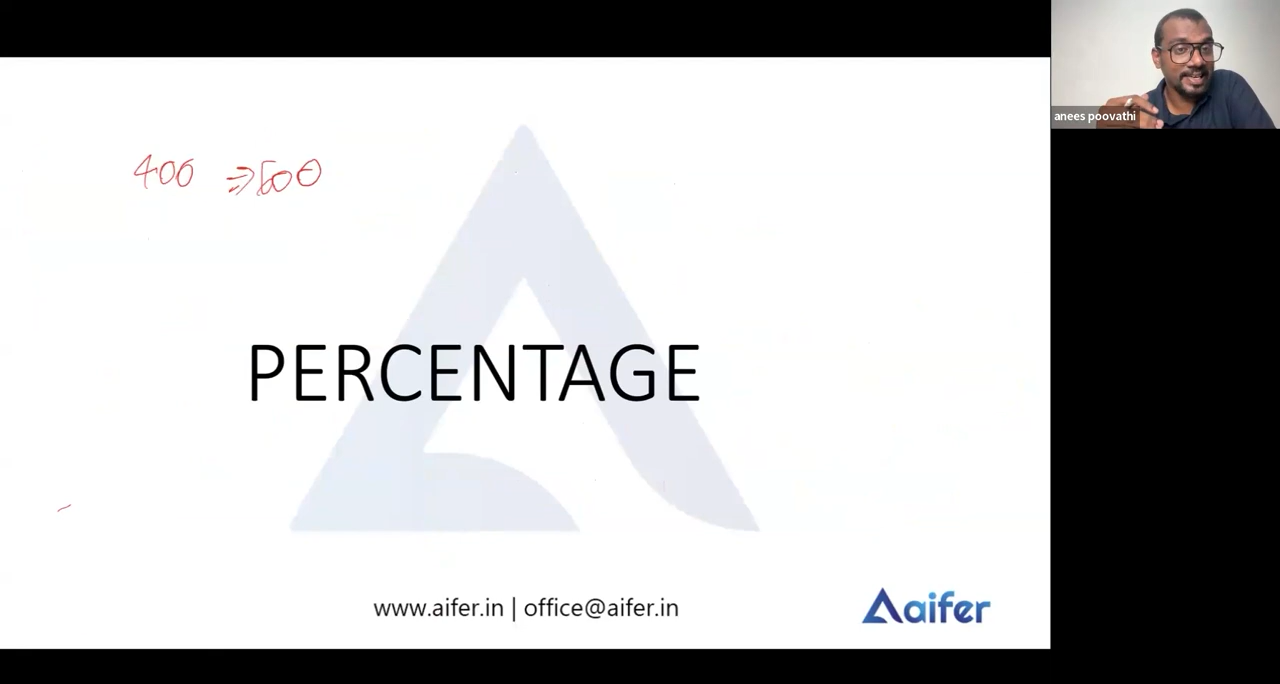 anees poovathi
400 ⇒ 500
PERCENTAGE
www.aifer.in | office@aifer.in
aifer